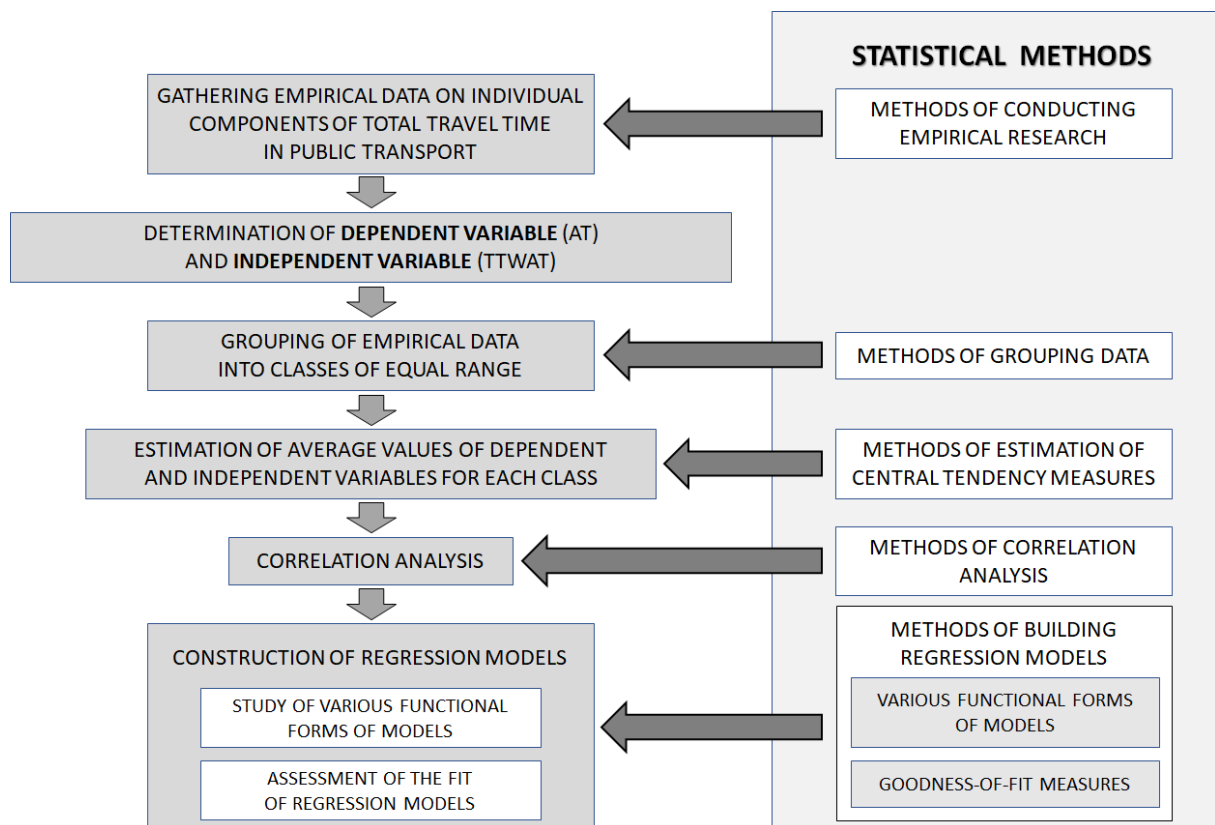 STATISTICAL METHODS
GATHERING EMPIRICAL DATA ON INDIVIDUAL
COMPONENTS OF TOTAL TRAVEL TIME
IN PUBLIC TRANSPORT
METHODS OF CONDUCTING
EMPIRICAL RESEARCH
DETERMINATION OF DEPENDENT VARIABLE (AT)
AND INDEPENDENT VARIABLE (TTWAT)
GROUPING OF EMPIRICAL DATA
INTO CLASSES OF EQUAL RANGE
METHODS OF GROUPING DATA
ESTIMATION OF AVERAGE VALUES OF DEPENDENT
AND INDEPENDENT VARIABLES FOR EACH CLASS
METHODS OF ESTIMATION OF
CENTRAL TENDENCY MEASURES
CORRELATION ANALYSIS
METHODS OF CORRELATION
ANALYSIS
CONSTRUCTION OF REGRESSION MODELS
STUDY OF VARIOUS FUNCTIONAL
FORMS OF MODELS
ASSESSMENT OF THE FIT
OF REGRESSION MODELS
METHODS OF BUILDING
REGRESSION MODELS
VARIOUS FUNCTIONAL FORMS
OF MODELS
GOODNESS-OF-FIT MEASURES